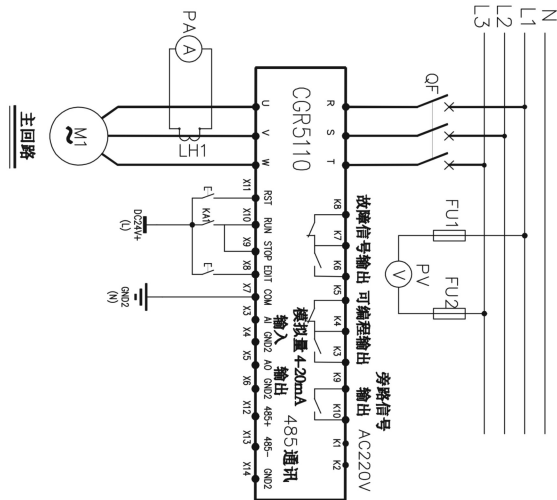 N
L1
L2
L3
QF
FU1
FU2
PV
V
PA
A
LH1
M1
~
主回路
CGR5110
R
S
T
U
V
W
K8
K7
K6
K5
K4
K3
K9
K10
K1
K2
故障信号输出
可编程输出
旁路信号
输出
AC220V
模拟量 4-20mA
输入
输出
485通讯
RST
RUN
STOP
EDIT
COM
AI
GND2
AO
GND2
485+
485-
GND2
X11
X10
X9
X8
X7
X3
X4
X5
X6
X12
X13
X14
E
KA1
E
DC24V+
(L)
GND2
(N)